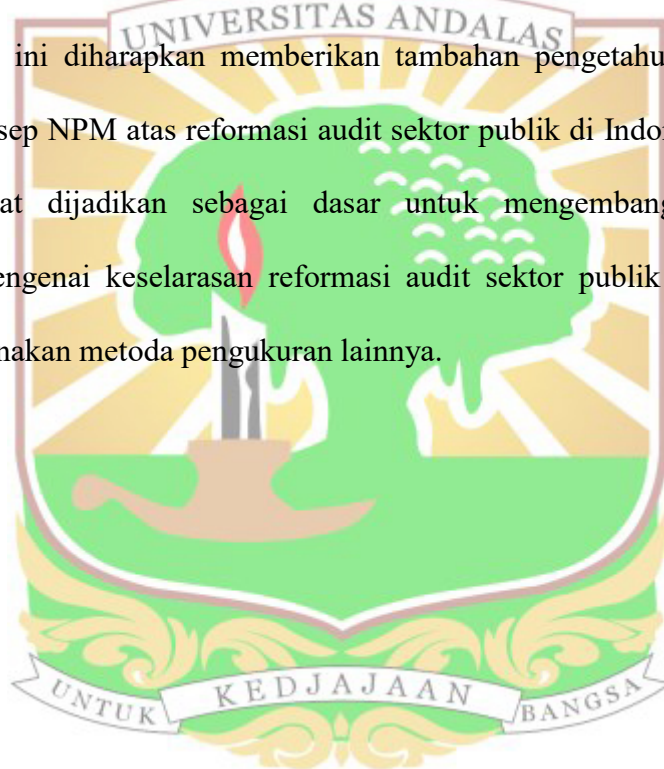 UNIVERSITAS ANDALAS
ini diharapkan memberikan tambahan pengetahu
sep NPM atas reformasi audit sektor publik di Indo
at dijadikan sebagai dasar untuk mengembang
engenai keselarasan reformasi audit sektor publik
nakan metoda pengukuran lainnya.
UNTUK KEDJAJAAN BANGSA